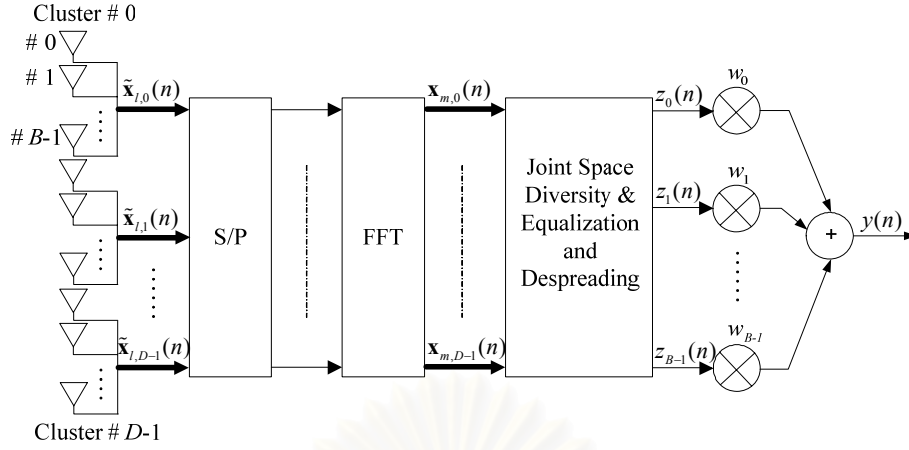 Cluster # 0
# 0
# 1
# B-1
x̃_{l,0}(n)
x̃_{l,1}(n)
x̃_{l,D−1}(n)
Cluster # D-1
S/P
FFT
x_{m,0}(n)
x_{m,D−1}(n)
Joint Space
Diversity &
Equalization
and
Despreading
z_0(n)
z_1(n)
z_{B−1}(n)
w_0
w_1
w_{B-1}
+
y(n)